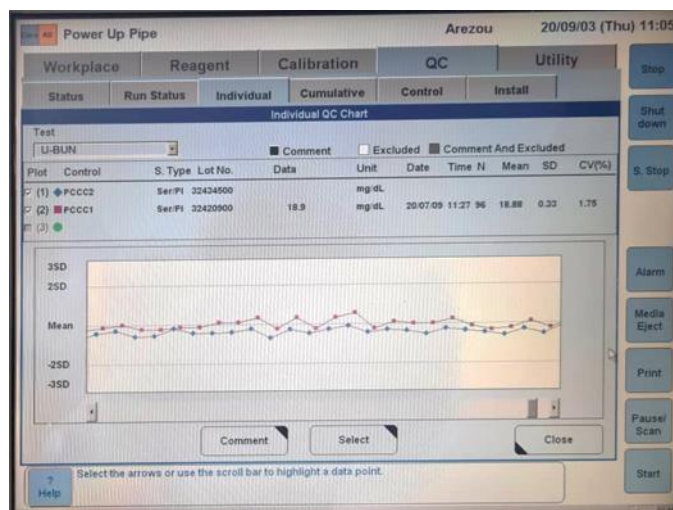 All Power Up Pipe Arezou 20/09/03 (Thu) 11:05
Workplace Reagent Calibration QC Utility
Stop
Status Run Status Individual Cumulative Control Install
Individual QC Chart
Shut down
Test
U-BUN
Comment Excluded Comment And Excluded
S. Stop
Plot Control S. Type Lot No. Data Unit Date Time N Mean SD CV(%)
(1) PCCC2 Ser/Pl 32434500 mg/dL
(2) PCCC1 Ser/Pl 32420900 18.9 mg/dL 20/07/09 11:27 96 18.88 0.33 1.75
(3)
3SD
Alarm
2SD
Mean
Media Eject
-2SD
Print
-3SD
Pause/ Scan
Comment Select Close
? Help
Select the arrows or use the scroll bar to highlight a data point.
Start